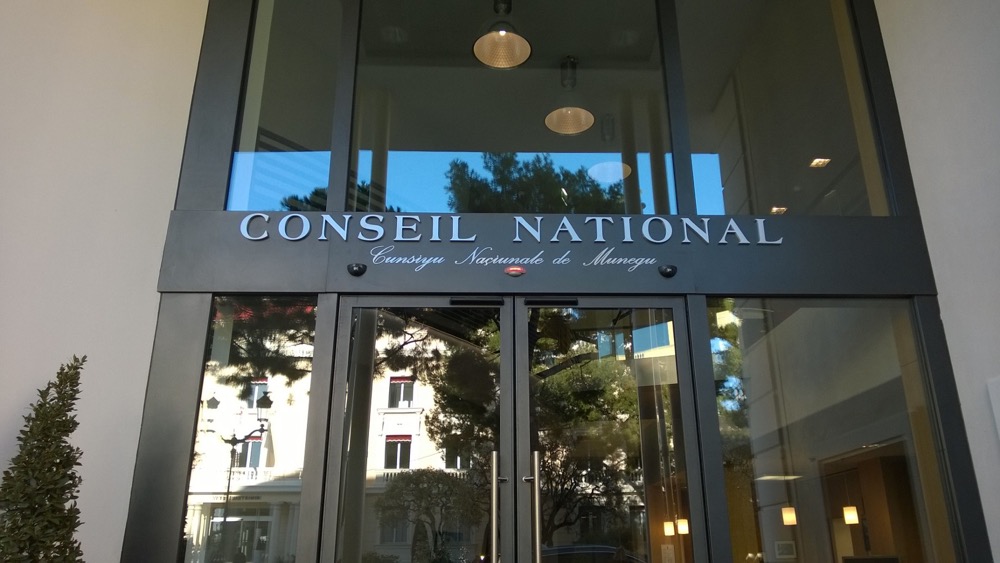 CONSEIL NATIONAL
Cunsiyu Naçiunale de Munegu